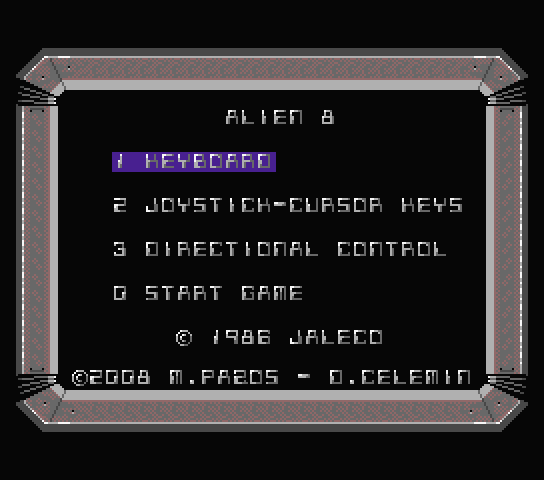 ALIEN 8
1 KEYBOARD
2 JOYSTICK-CURSOR KEYS
3 DIRECTIONAL CONTROL
0 START GAME
© 1986 JALECO
©2008 M.PAZOS - D.CELEMIN